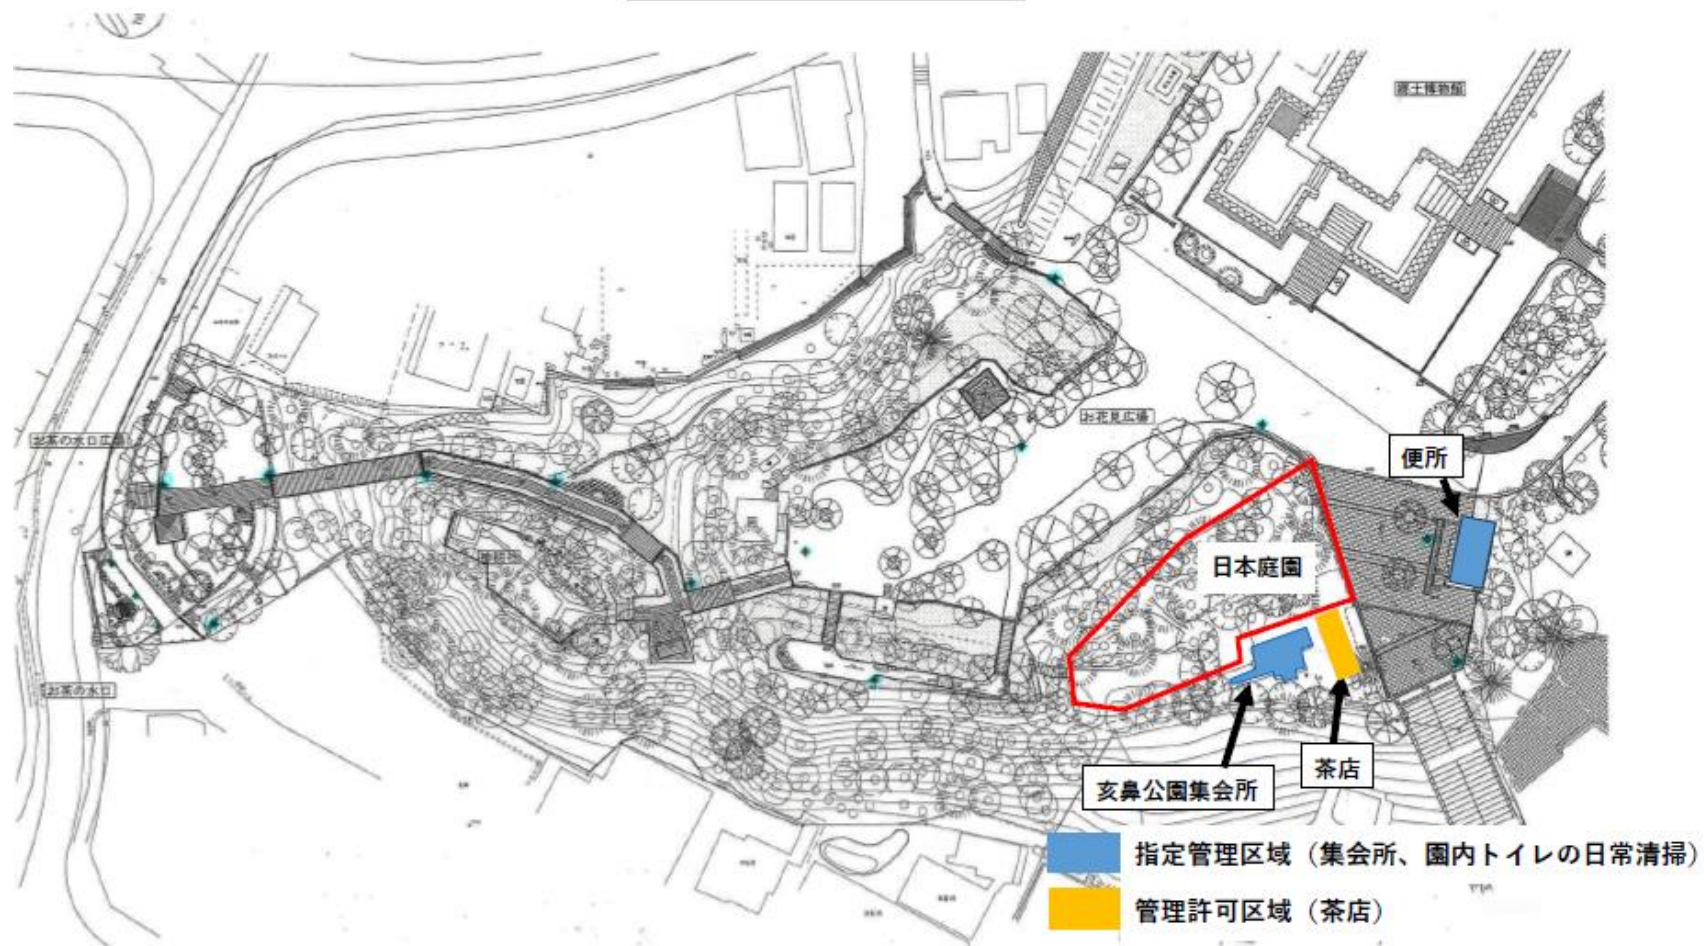 郷土博物館
お花見広場
お茶の水口広場
便所
日本庭園
お茶の水口
茶店
亥鼻公園集会所
指定管理区域（集会所、園内トイレの日常清掃）
管理許可区域（茶店）